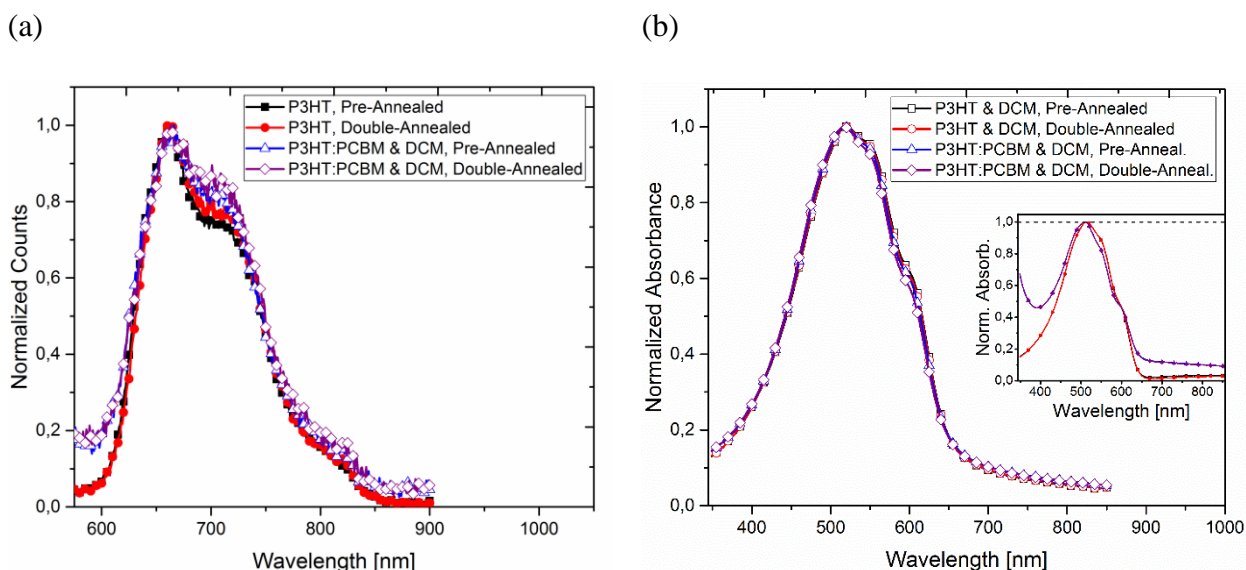 (a)
(b)
P3HT, Pre-Annealed
P3HT, Double-Annealed
P3HT:PCBM & DCM, Pre-Annealed
P3HT:PCBM & DCM, Double-Annealed
1,0
0,8
0,6
0,4
0,2
0,0
Normalized Counts
600 700 800 900 1000
Wavelength [nm]
P3HT & DCM, Pre-Annealed
P3HT & DCM, Double-Annealed
P3HT:PCBM & DCM, Pre-Anneal.
P3HT:PCBM & DCM, Double-Anneal.
1,0
0,8
0,6
0,4
0,2
0,0
Normalized Absorbance
1,0
0,8
0,6
0,4
0,2
0,0
Norm. Absorb.
400 500 600 700 800
Wavelength [nm]
400 500 600 700 800 900 1000
Wavelength [nm]